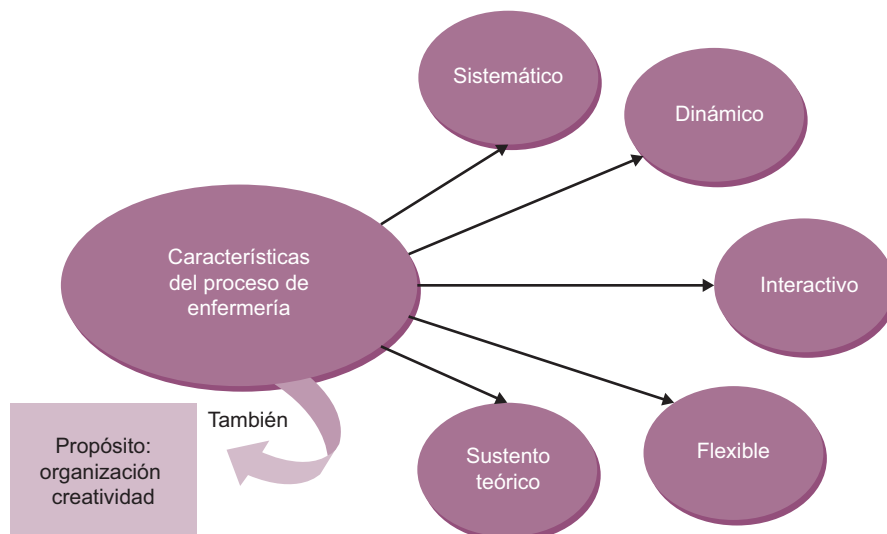 Sistemático
Dinámico
Características
del proceso de
enfermería
Interactivo
También
Propósito:
organización
creatividad
Sustento
teórico
Flexible